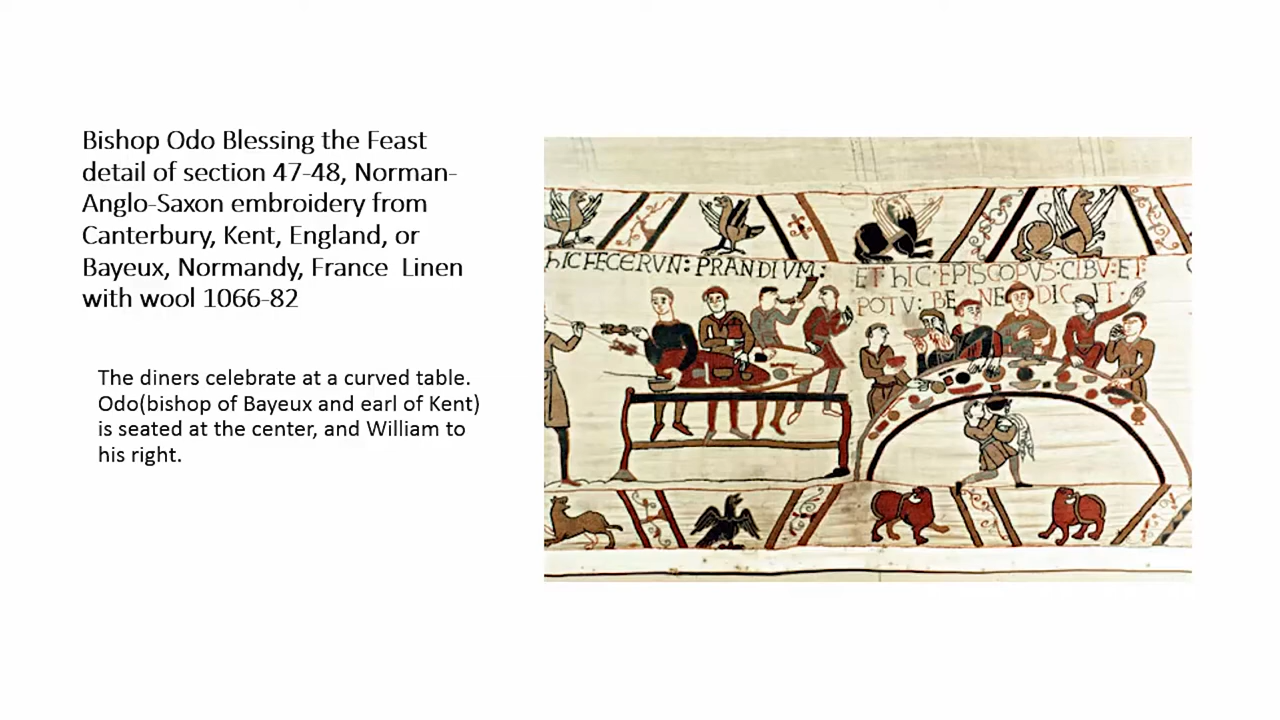 Bishop Odo Blessing the Feast
detail of section 47-48, Norman-
Anglo-Saxon embroidery from
Canterbury, Kent, England, or
Bayeux, Normandy, France  Linen
with wool 1066-82
The diners celebrate at a curved table.
Odo(bishop of Bayeux and earl of Kent)
is seated at the center, and William to
his right.
hIC FECERVN: PRANDIVM:
ET hIC·EPISCOPVS:CIBV:ET:
POTV: BE NE DIC IT·